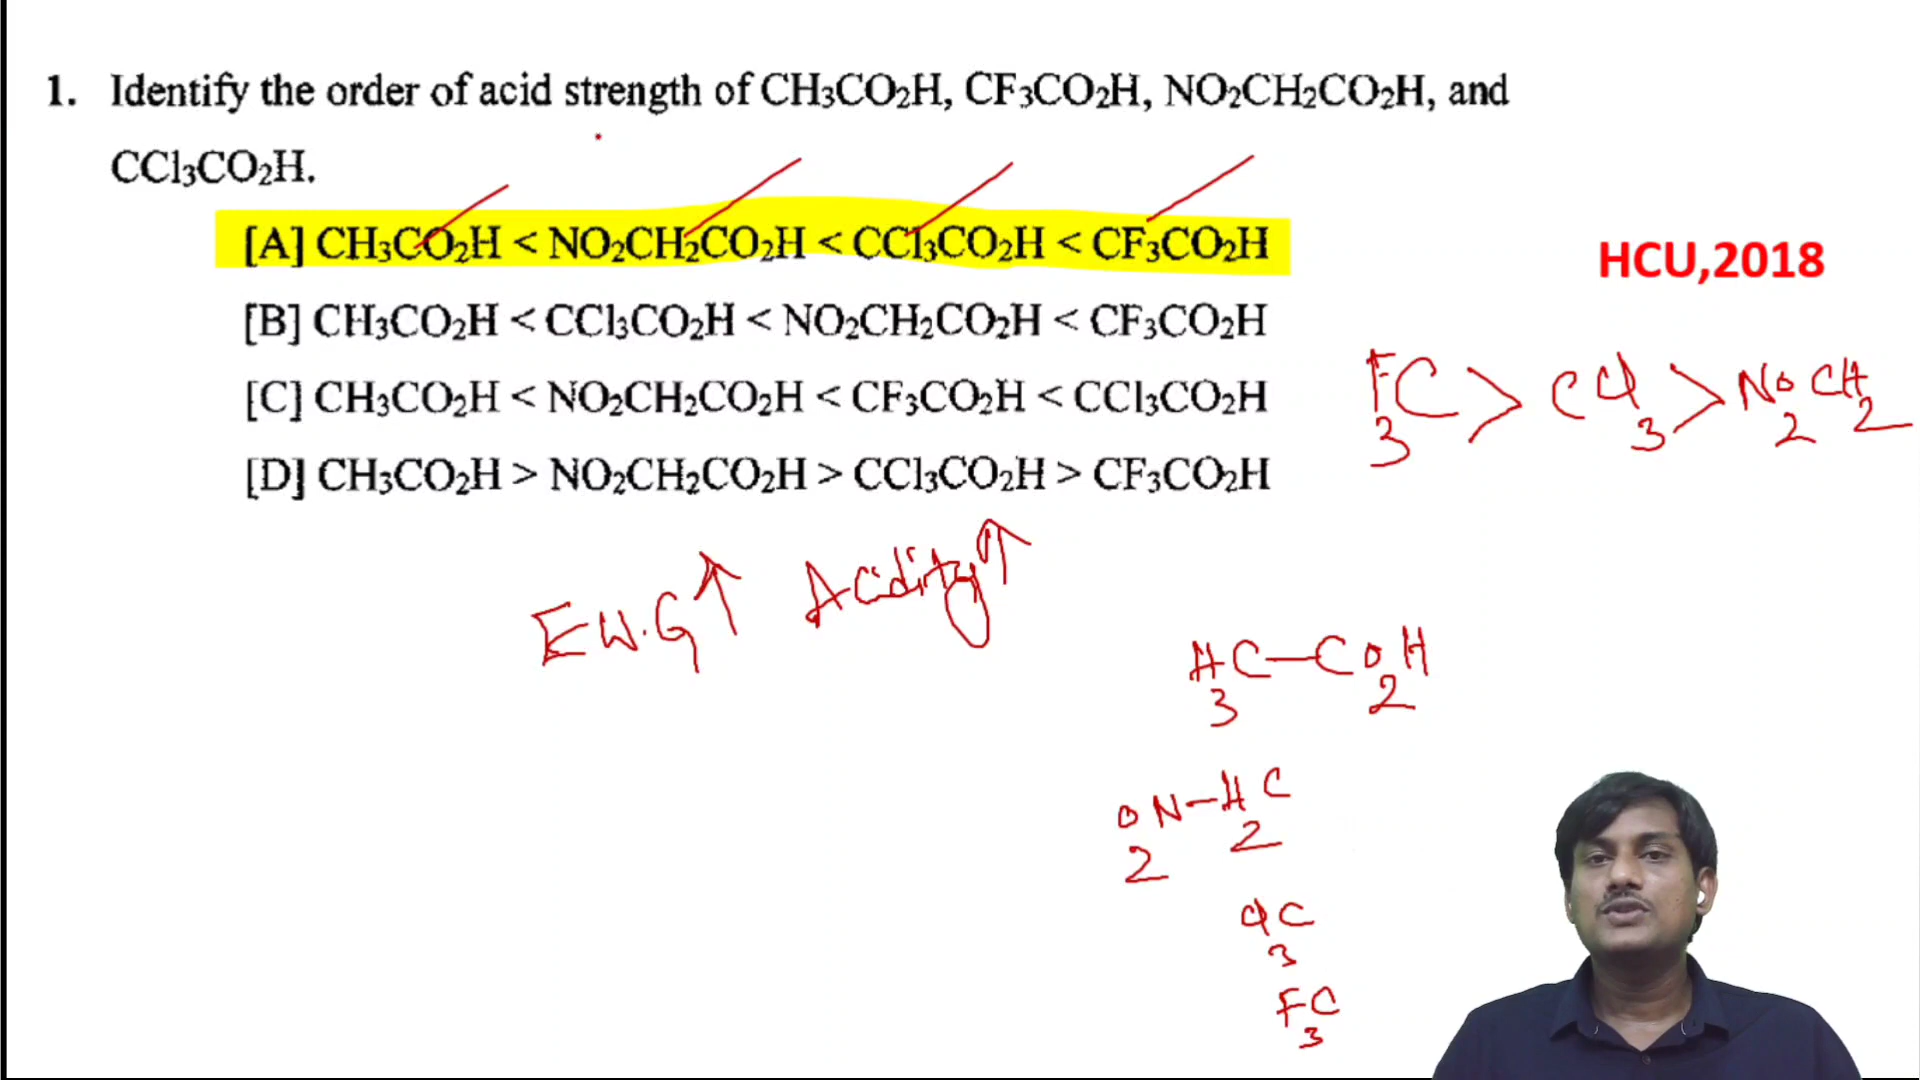 1. Identify the order of acid strength of CH₃CO₂H, CF₃CO₂H, NO₂CH₂CO₂H, and
CCl₃CO₂H.
[A] CH₃CO₂H < NO₂CH₂CO₂H < CCl₃CO₂H < CF₃CO₂H
HCU,2018
[B] CH₃CO₂H < CCl₃CO₂H < NO₂CH₂CO₂H < CF₃CO₂H
[C] CH₃CO₂H < NO₂CH₂CO₂H < CF₃CO₂H < CCl₃CO₂H
F₃C > CCl₃ > NO₂CH₂
[D] CH₃CO₂H > NO₂CH₂CO₂H > CCl₃CO₂H > CF₃CO₂H
EW.G↑ Acidity↑
H₃C—CO₂H
O₂N—H₂C
Cl₃C
F₃C